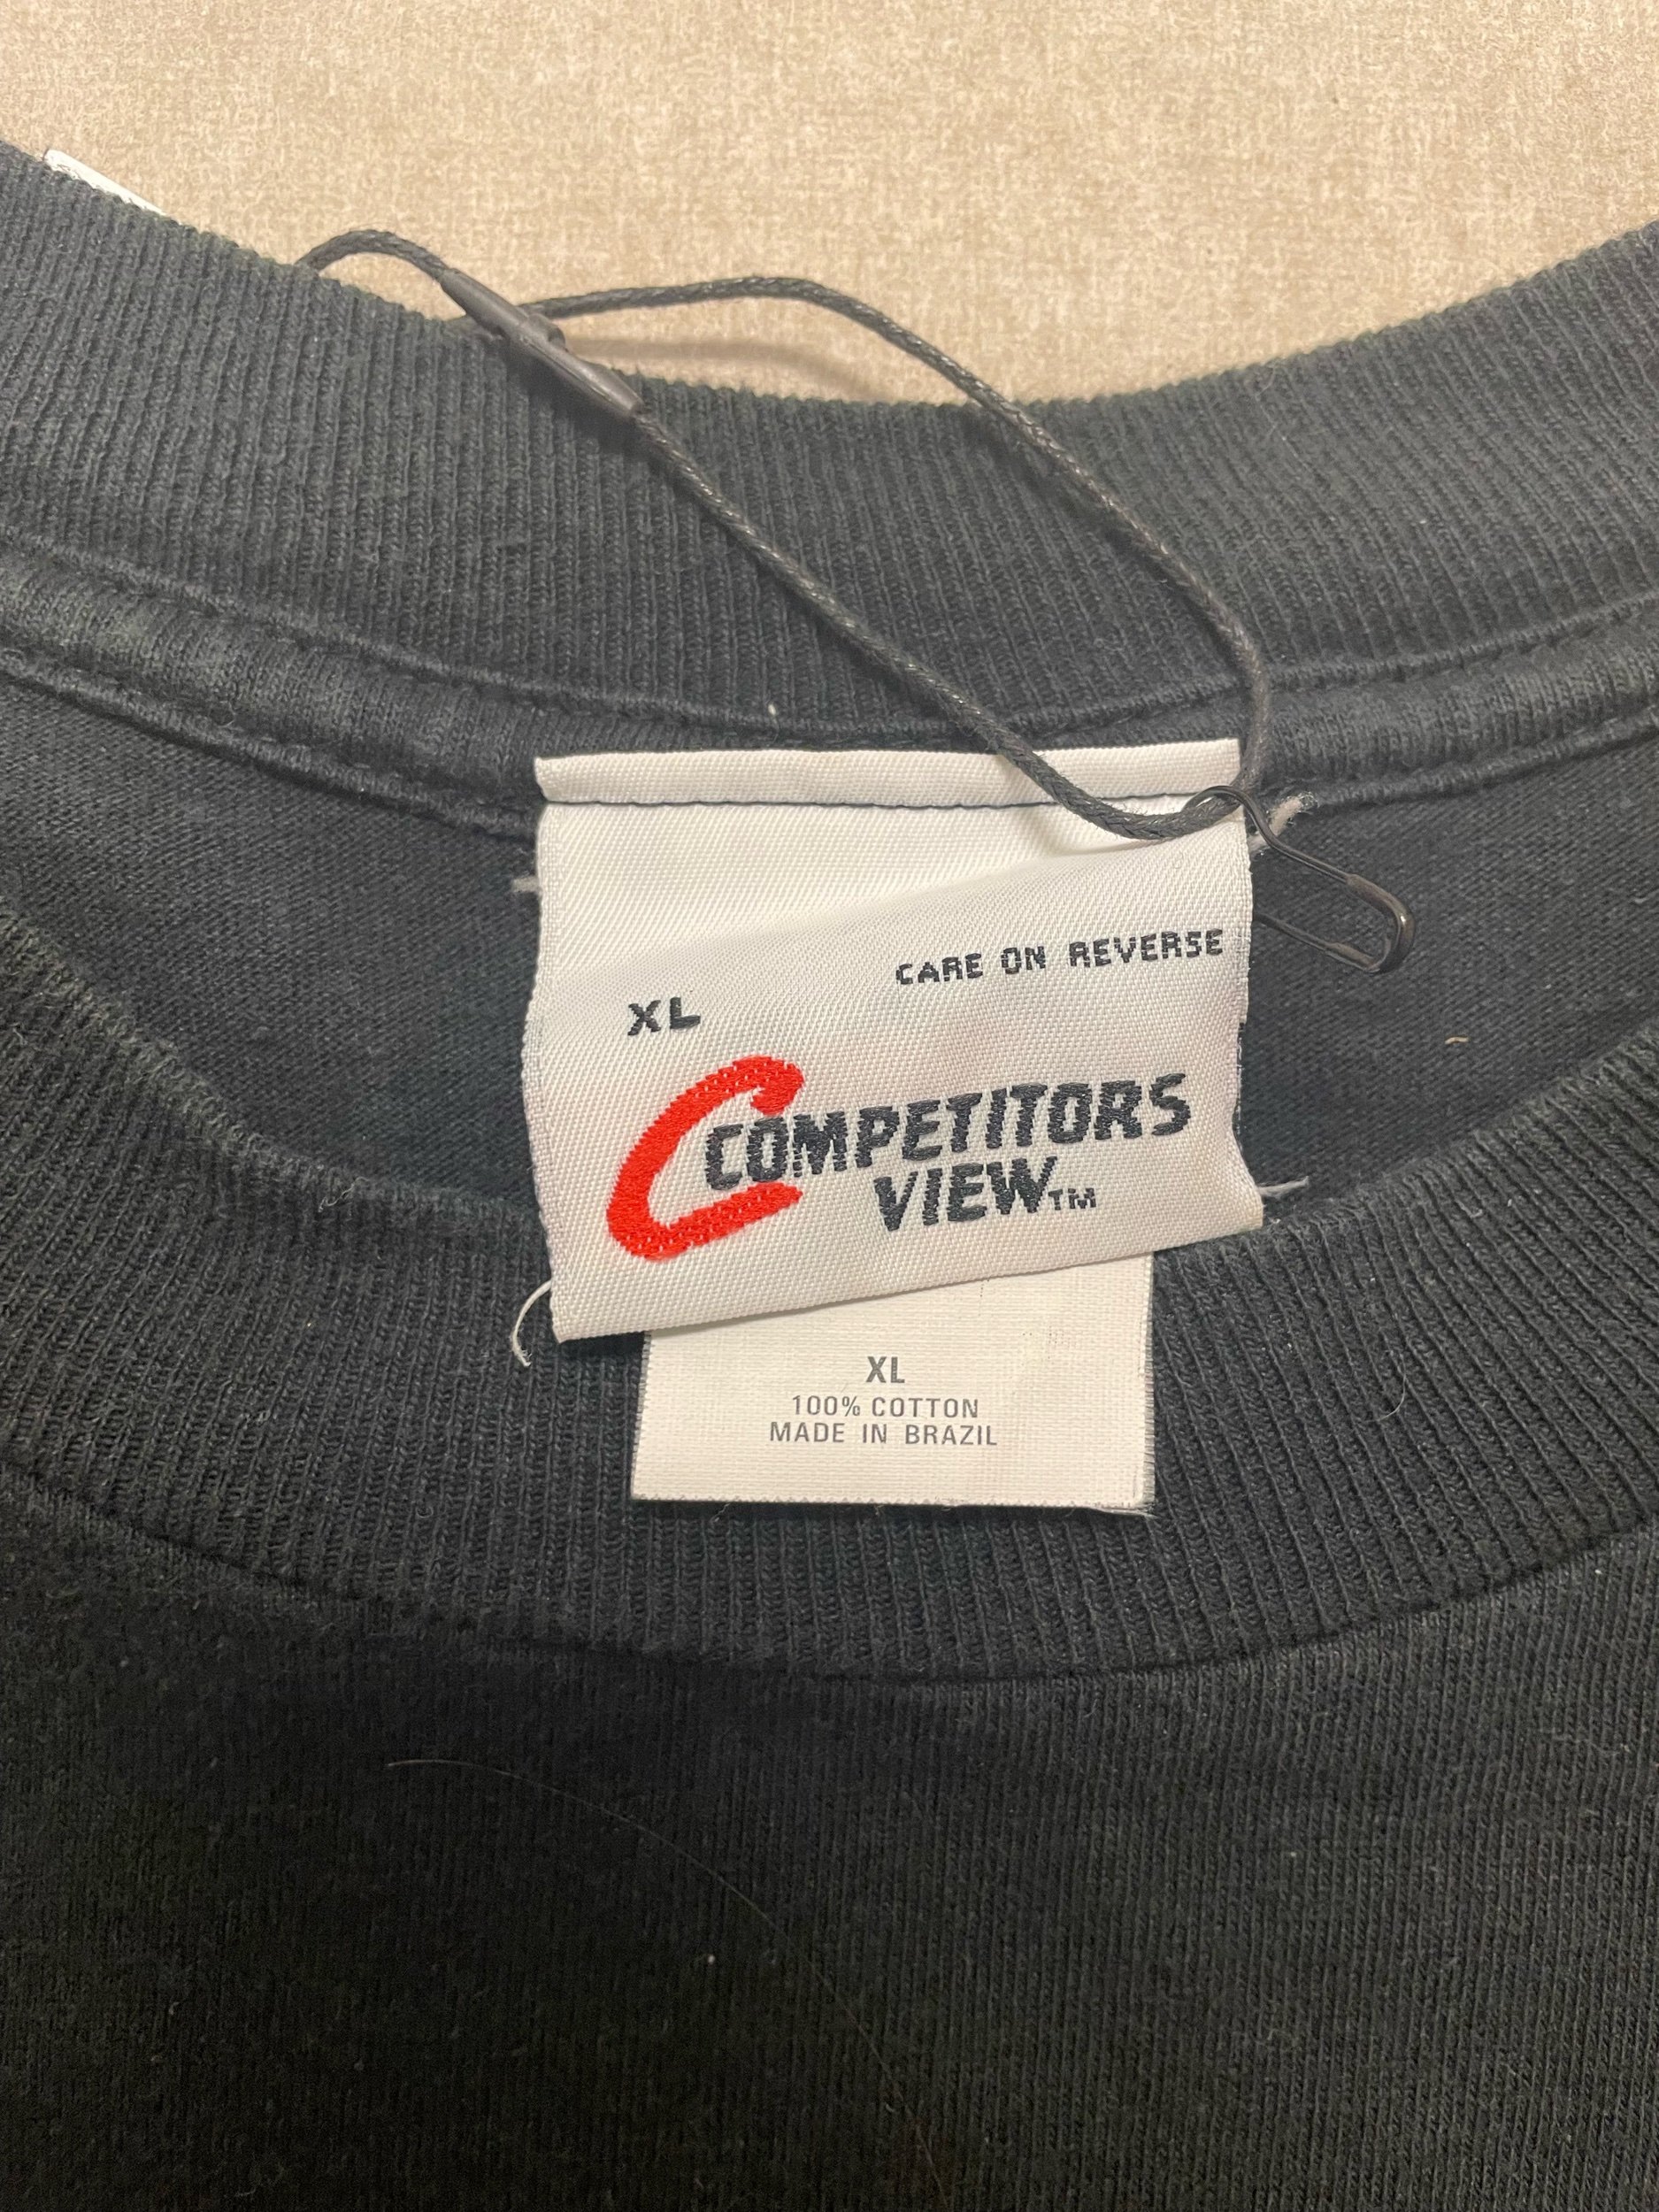 CARE ON REVERSE
XL
COMPETITORS
VIEW™
XL
100% COTTON
MADE IN BRAZIL